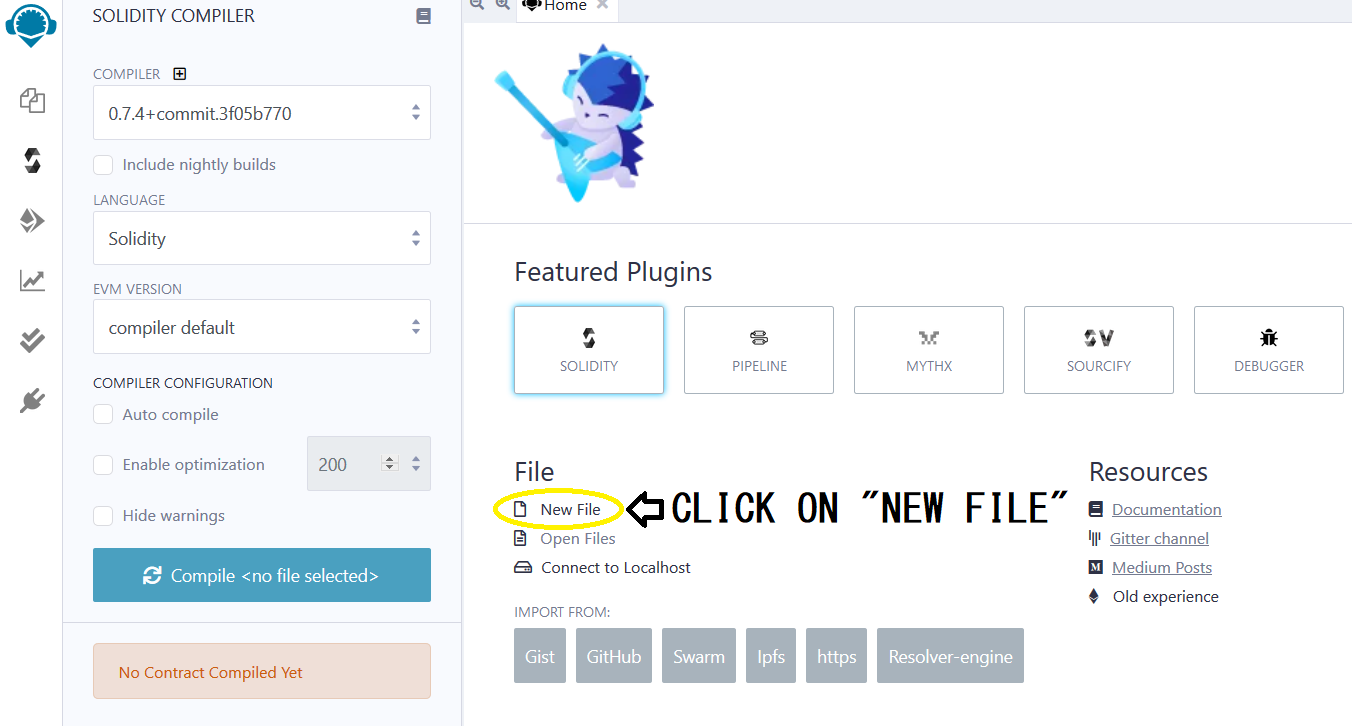 SOLIDITY COMPILER
COMPILER
0.7.4+commit.3f05b770
Include nightly builds
LANGUAGE
Solidity
EVM VERSION
compiler default
COMPILER CONFIGURATION
Auto compile
Enable optimization
200
Hide warnings
Compile <no file selected>
No Contract Compiled Yet
Home
Featured Plugins
SOLIDITY
PIPELINE
MYTHX
SOURCIFY
DEBUGGER
File
New File
CLICK ON "NEW FILE"
Open Files
Connect to Localhost
IMPORT FROM:
Gist
GitHub
Swarm
Ipfs
https
Resolver-engine
Resources
Documentation
Gitter channel
Medium Posts
Old experience